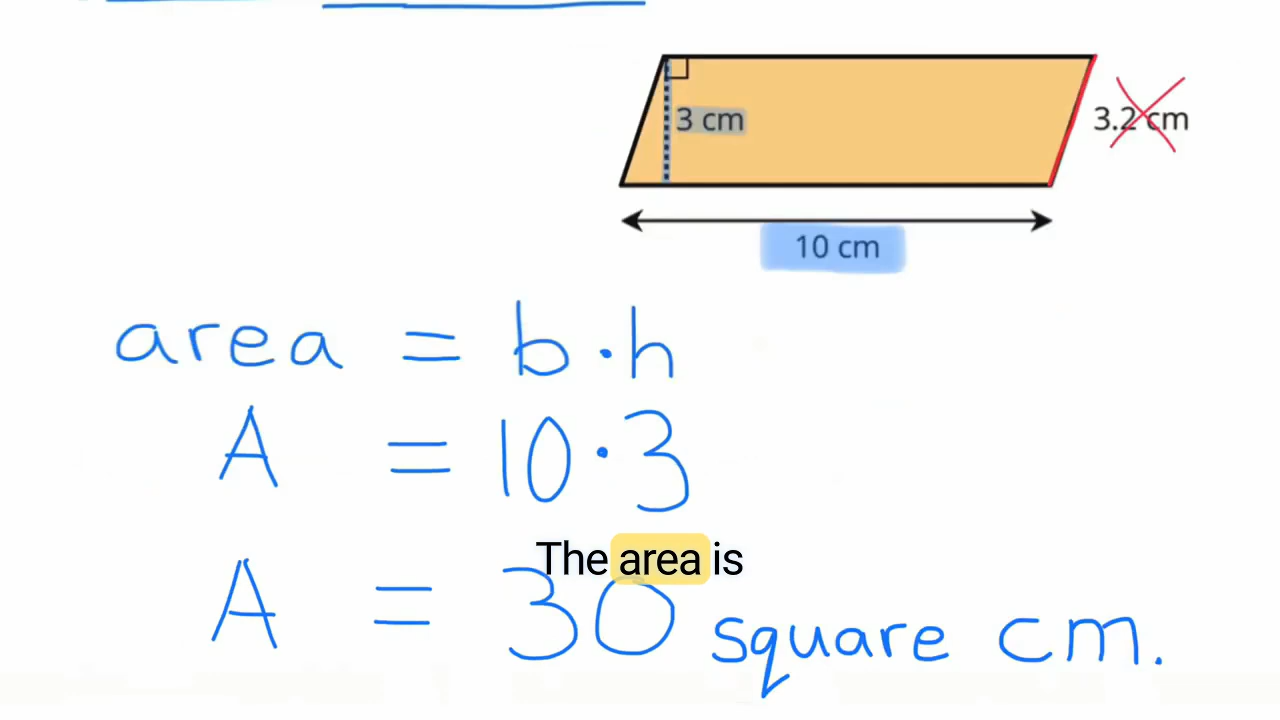 3 cm
3.2 cm
10 cm
area = b·h
A = 10·3
The area is
A = 30 square cm.